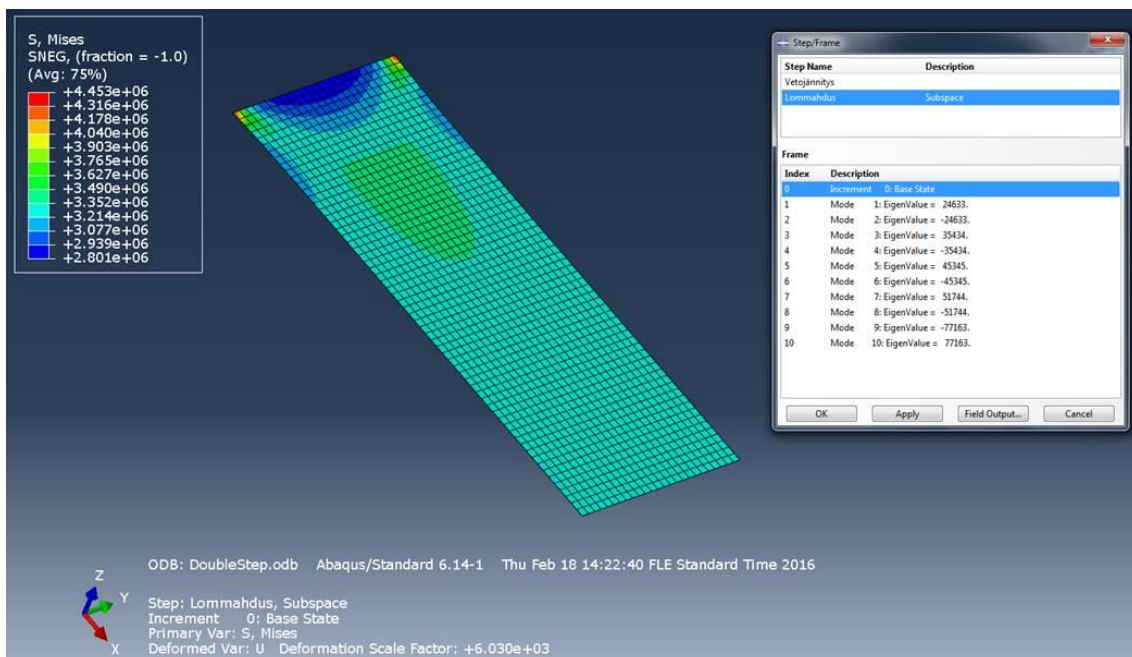 S, Mises
SNEG, (fraction = -1.0)
(Avg: 75%)
+4.453e+06
+4.316e+06
+4.178e+06
+4.040e+06
+3.903e+06
+3.765e+06
+3.627e+06
+3.490e+06
+3.352e+06
+3.214e+06
+3.077e+06
+2.939e+06
+2.801e+06
Step/Frame
Step Name Description
Vetojännitys
Lommahdus Subspace
Frame
Index Description
0 Increment 0: Base State
1 Mode 1: EigenValue = 24633.
2 Mode 2: EigenValue = -24633.
3 Mode 3: EigenValue = 35434.
4 Mode 4: EigenValue = -35434.
5 Mode 5: EigenValue = 45345.
6 Mode 6: EigenValue = -45345.
7 Mode 7: EigenValue = 51744.
8 Mode 8: EigenValue = -51744.
9 Mode 9: EigenValue = -77163.
10 Mode 10: EigenValue = 77163.
OK Apply Field Output... Cancel
ODB: DoubleStep.odb Abaqus/Standard 6.14-1 Thu Feb 18 14:22:40 FLE Standard Time 2016
Z
Y
X
Step: Lommahdus, Subspace
Increment 0: Base State
Primary Var: S, Mises
Deformed Var: U Deformation Scale Factor: +6.030e+03